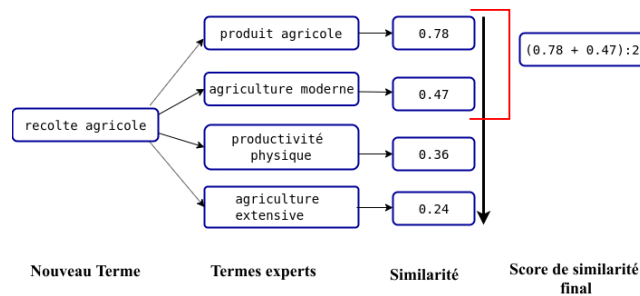 produit agricole
0.78
(0.78 + 0.47):2
agriculture moderne
0.47
recolte agricole
productivité
physique
0.36
agriculture
extensive
0.24
Nouveau Terme
Termes experts
Similarité
Score de similarité
final